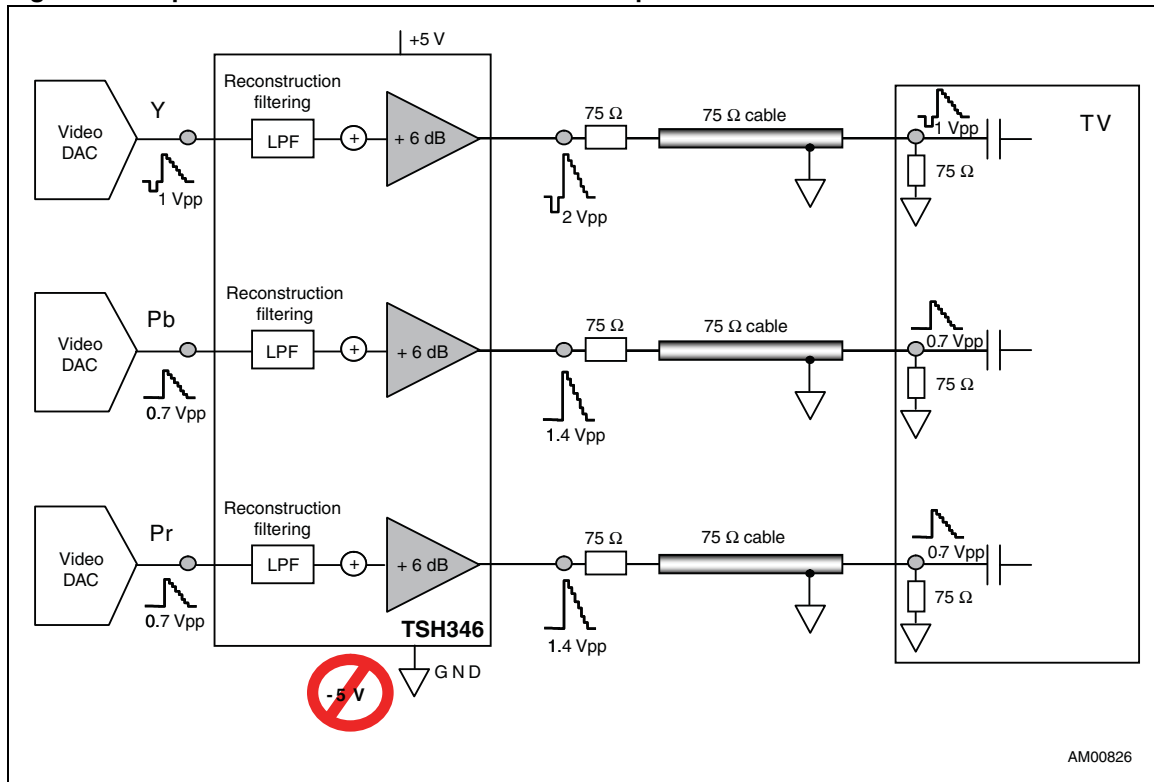 +5 V
Reconstruction
filtering
Y
Video
DAC
LPF
+
+ 6 dB
1 Vpp
75 Ω
75 Ω cable
2 Vpp
1 Vpp
TV
75 Ω
Reconstruction
filtering
Pb
Video
DAC
LPF
+
+ 6 dB
0.7 Vpp
75 Ω
75 Ω cable
1.4 Vpp
0.7 Vpp
75 Ω
Reconstruction
filtering
Pr
Video
DAC
LPF
+
+ 6 dB
0.7 Vpp
75 Ω
75 Ω cable
1.4 Vpp
0.7 Vpp
75 Ω
TSH346
GND
- 5 V
AM00826